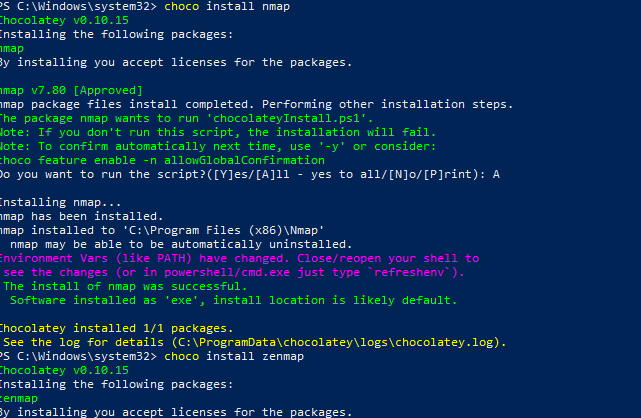 PS C:\Windows\system32> choco install nmap
Chocolatey v0.10.15
Installing the following packages:
nmap
By installing you accept licenses for the packages.

nmap v7.80 [Approved]
nmap package files install completed. Performing other installation steps.
The package nmap wants to run 'chocolateyInstall.ps1'.
Note: If you don't run this script, the installation will fail.
Note: To confirm automatically next time, use '-y' or consider:
choco feature enable -n allowGlobalConfirmation
Do you want to run the script?([Y]es/[A]ll - yes to all/[N]o/[P]rint): A

Installing nmap...
nmap has been installed.
nmap installed to 'C:\Program Files (x86)\Nmap'
  nmap may be able to be automatically uninstalled.
Environment Vars (like PATH) have changed. Close/reopen your shell to
 see the changes (or in powershell/cmd.exe just type `refreshenv`).
 The install of nmap was successful.
  Software installed as 'exe', install location is likely default.

Chocolatey installed 1/1 packages.
 See the log for details (C:\ProgramData\chocolatey\logs\chocolatey.log).
PS C:\Windows\system32> choco install zenmap
Chocolatey v0.10.15
Installing the following packages:
zenmap
By installing you accept licenses for the packages.